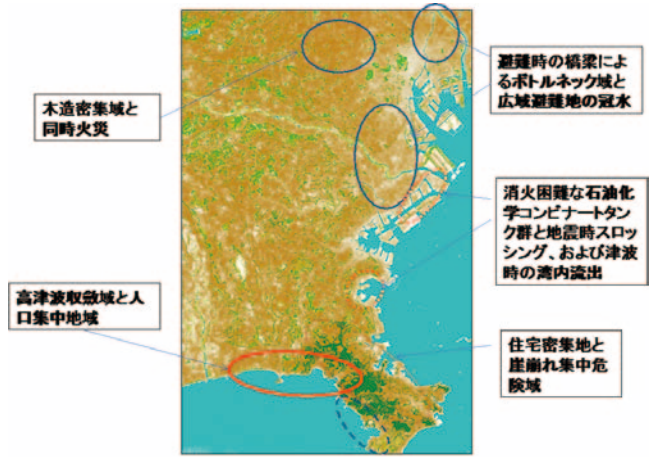 避難時の橋梁によ
るボトルネック域と
広域避難地の冠水
木造密集域と
同時火災
消火困難な石油化
学コンビナートタン
ク群と地震時スロッ
シング、および津波
時の湾内流出
高津波収斂域と人
口集中地域
住宅密集地と
崖崩れ集中危
険域